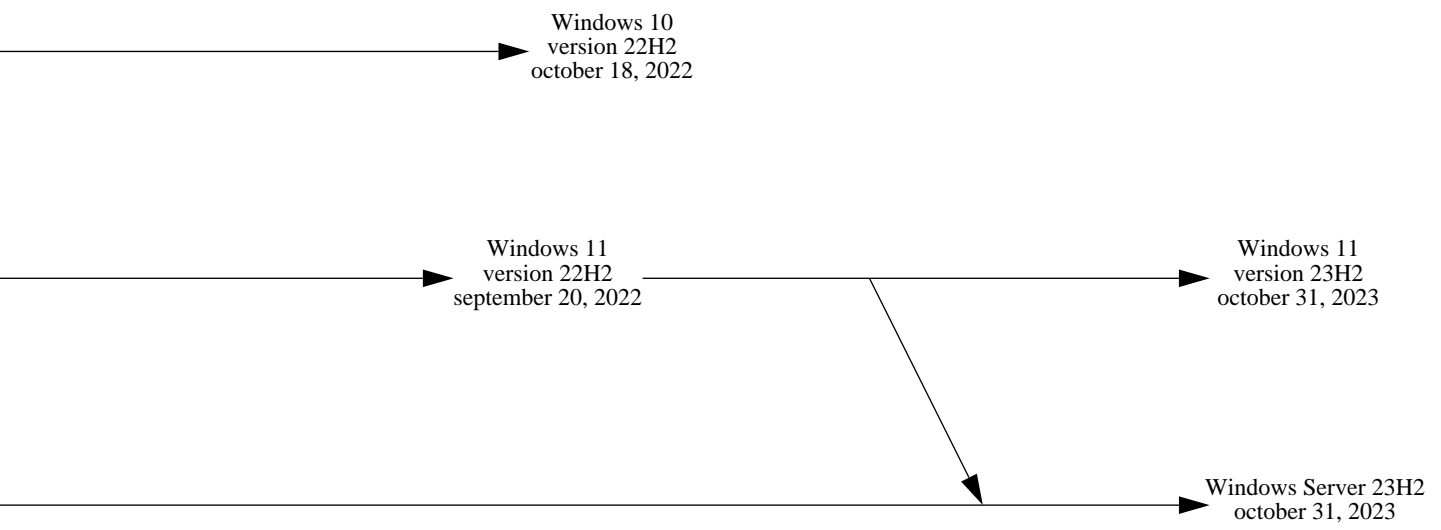 Windows 10
version 22H2
october 18, 2022
Windows 11
version 22H2
september 20, 2022
Windows 11
version 23H2
october 31, 2023
Windows Server 23H2
october 31, 2023